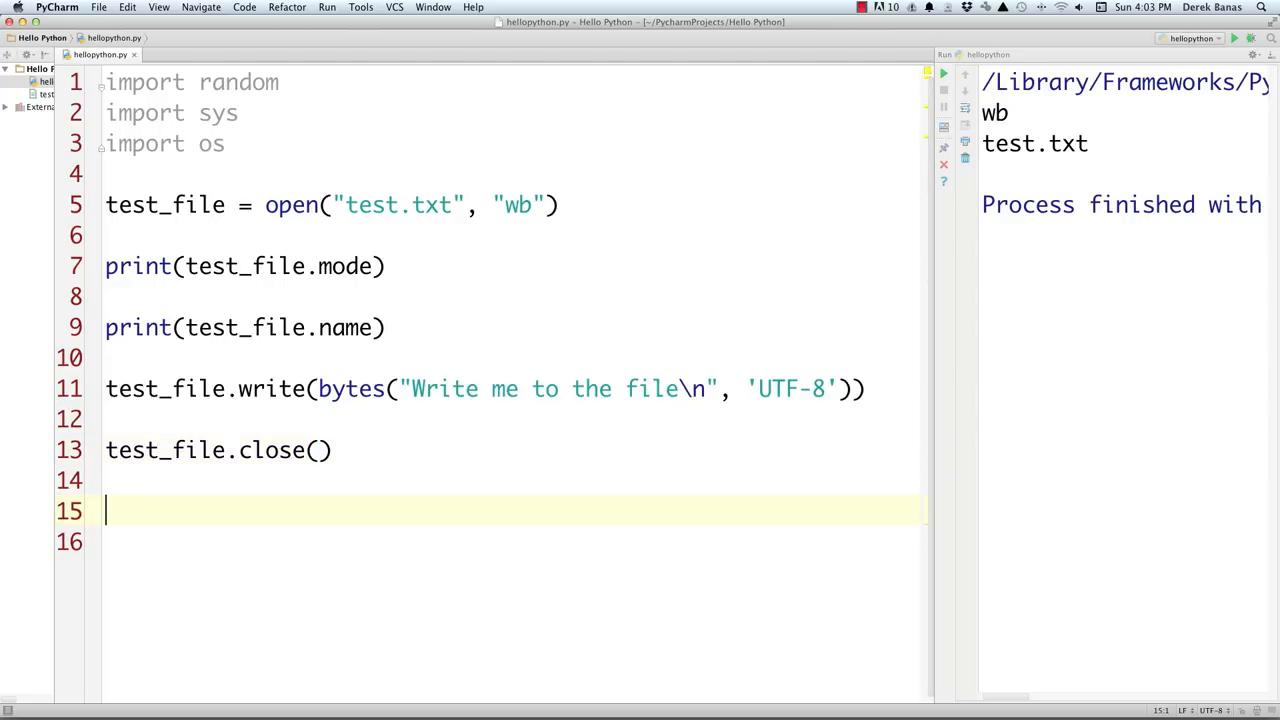 PyCharm File Edit View Navigate Code Refactor Run Tools VCS Window Help 10 Sun 4:03 PM Derek Banas
hellopython.py - Hello Python - [~/PycharmProjects/Hello Python]
Hello Python hellopython.py hellopython
hellopython.py
Run hellopython
Hello P
hell
test
Extern
1 import random
2 import sys
3 import os
4
5 test_file = open("test.txt", "wb")
6
7 print(test_file.mode)
8
9 print(test_file.name)
10
11 test_file.write(bytes("Write me to the file\n", 'UTF-8'))
12
13 test_file.close()
14
15
16
/Library/Frameworks/Py
wb
test.txt
Process finished with
15:1 LF UTF-8